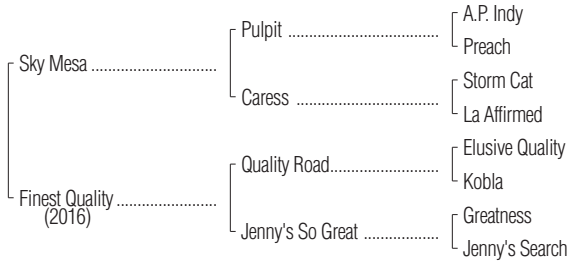 A.P. Indy
Pulpit ........................................
Preach
Sky Mesa .................................
Storm Cat
Caress ......................................
La Affirmed
Elusive Quality
Quality Road..............................
Kobla
Finest Quality ..........................
(2016)
Greatness
Jenny's So Great ....................
Jenny's Search